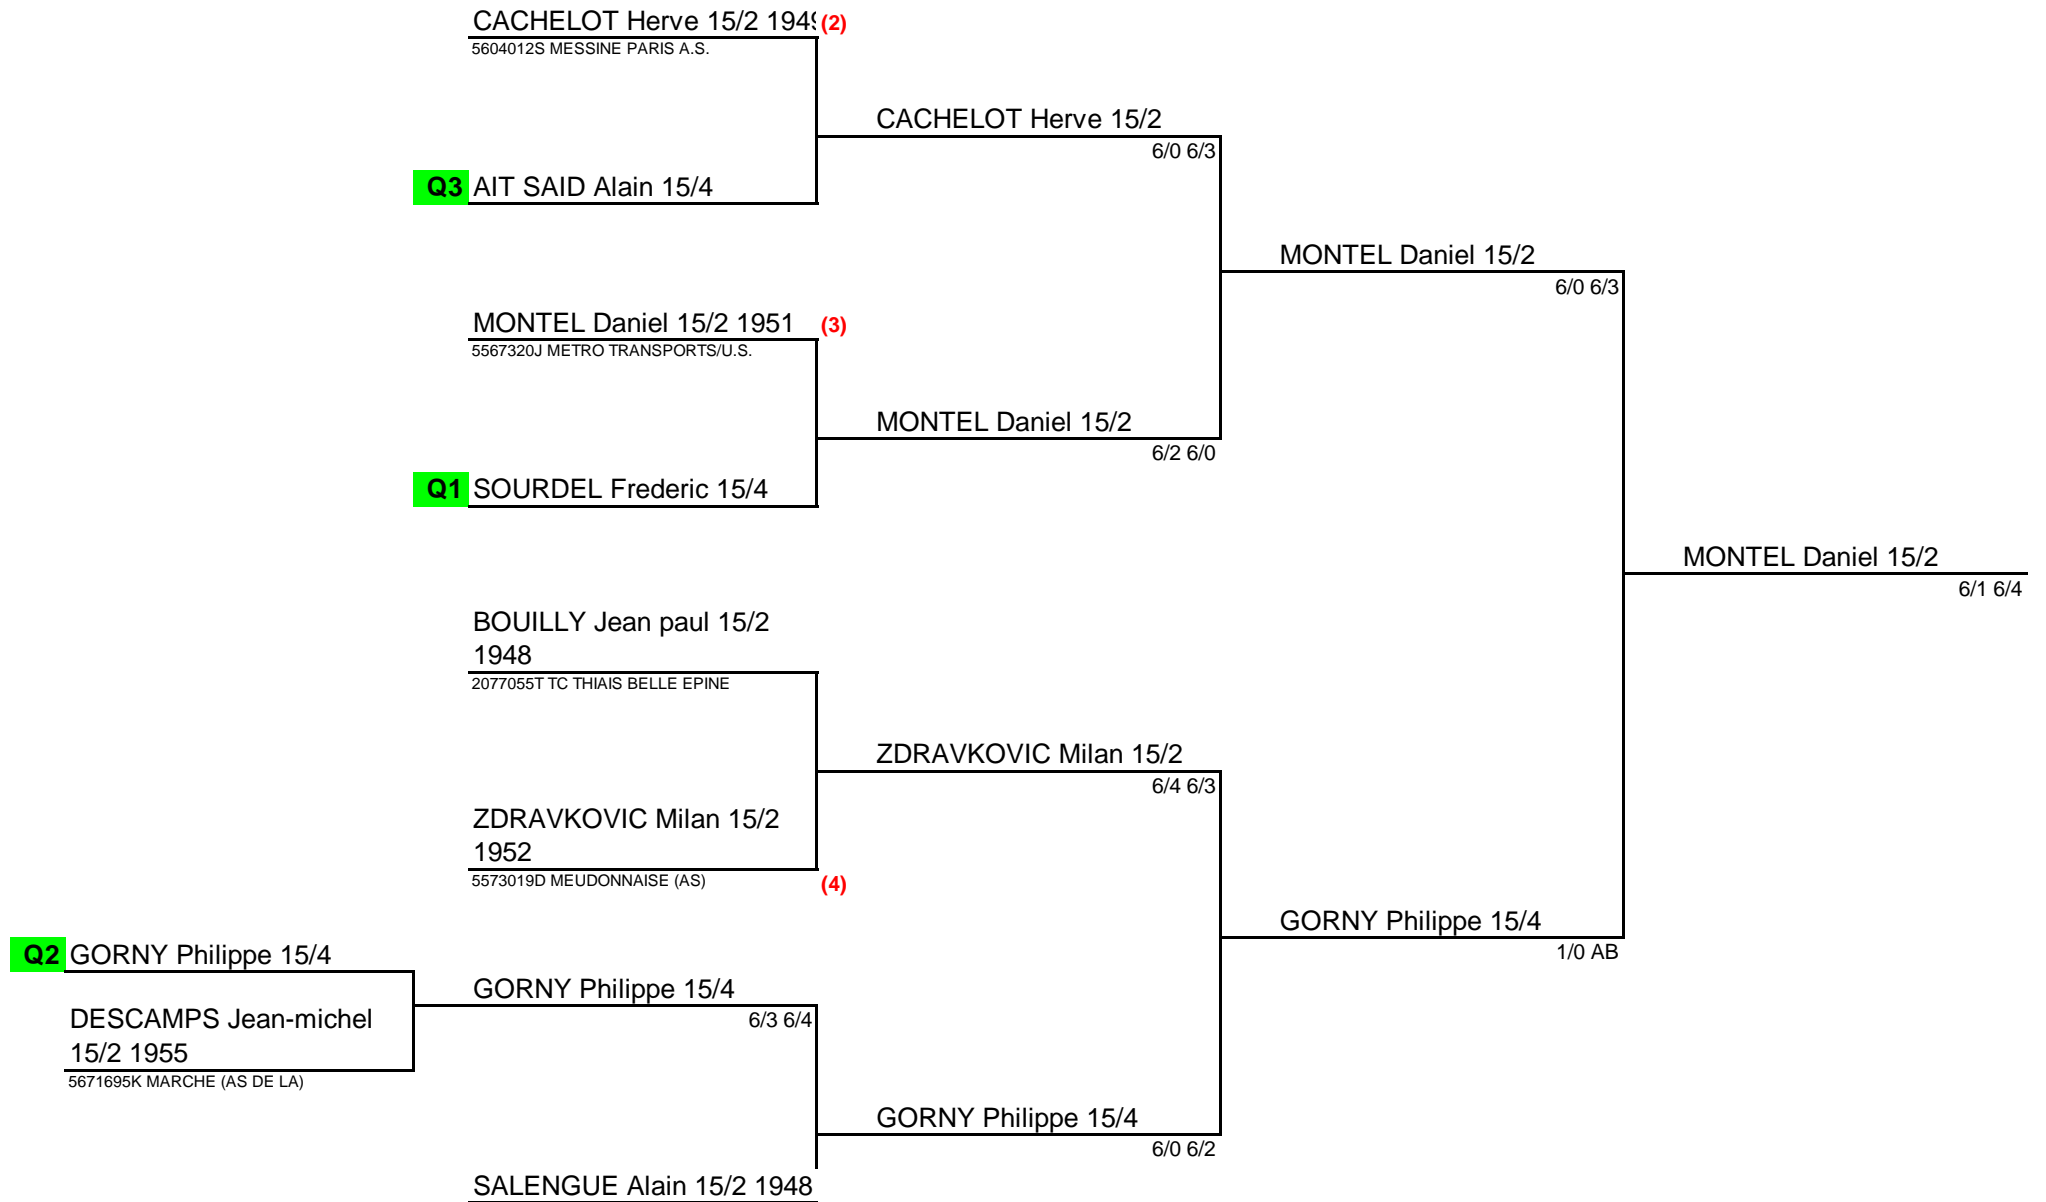 CACHELOT Herve 15/2 1949 (2)
5604012S MESSINE PARIS A.S.
CACHELOT Herve 15/2
6/0 6/3
Q3 AIT SAID Alain 15/4
MONTEL Daniel 15/2
6/0 6/3
MONTEL Daniel 15/2 1951 (3)
5567320J METRO TRANSPORTS/U.S.
MONTEL Daniel 15/2
6/2 6/0
Q1 SOURDEL Frederic 15/4
MONTEL Daniel 15/2
6/1 6/4
BOUILLY Jean paul 15/2
1948
2077055T TC THIAIS BELLE EPINE
ZDRAVKOVIC Milan 15/2
6/4 6/3
ZDRAVKOVIC Milan 15/2
1952
5573019D MEUDONNAISE (AS) (4)
GORNY Philippe 15/4
1/0 AB
Q2 GORNY Philippe 15/4
GORNY Philippe 15/4
6/3 6/4
DESCAMPS Jean-michel
15/2 1955
5671695K MARCHE (AS DE LA)
GORNY Philippe 15/4
6/0 6/2
SALENGUE Alain 15/2 1948